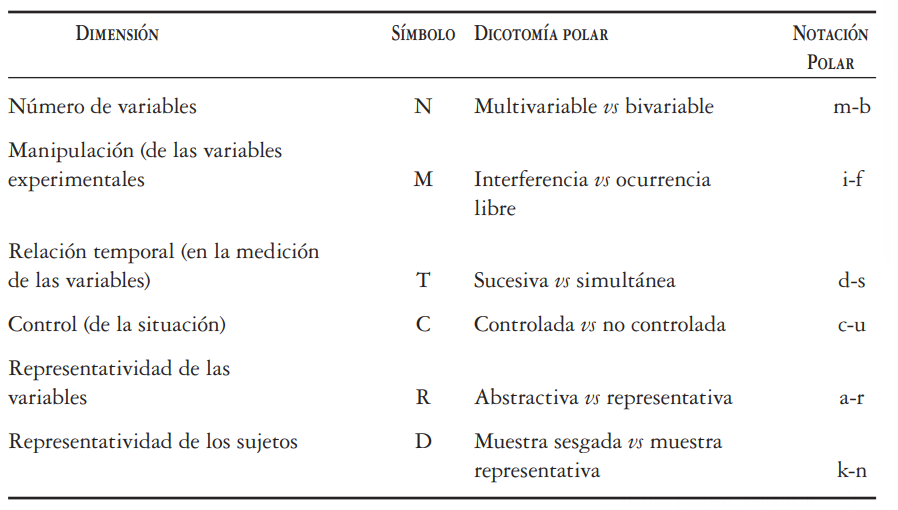 DIMENSIÓN SÍMBOLO DICOTOMÍA POLAR NOTACIÓN
POLAR
Número de variables N Multivariable vs bivariable m-b
Manipulación (de las variables
experimentales M Interferencia vs ocurrencia i-f
libre
Relación temporal (en la medición
de las variables) T Sucesiva vs simultánea d-s
Control (de la situación) C Controlada vs no controlada c-u
Representatividad de las
variables R Abstractiva vs representativa a-r
Representatividad de los sujetos D Muestra sesgada vs muestra
representativa k-n